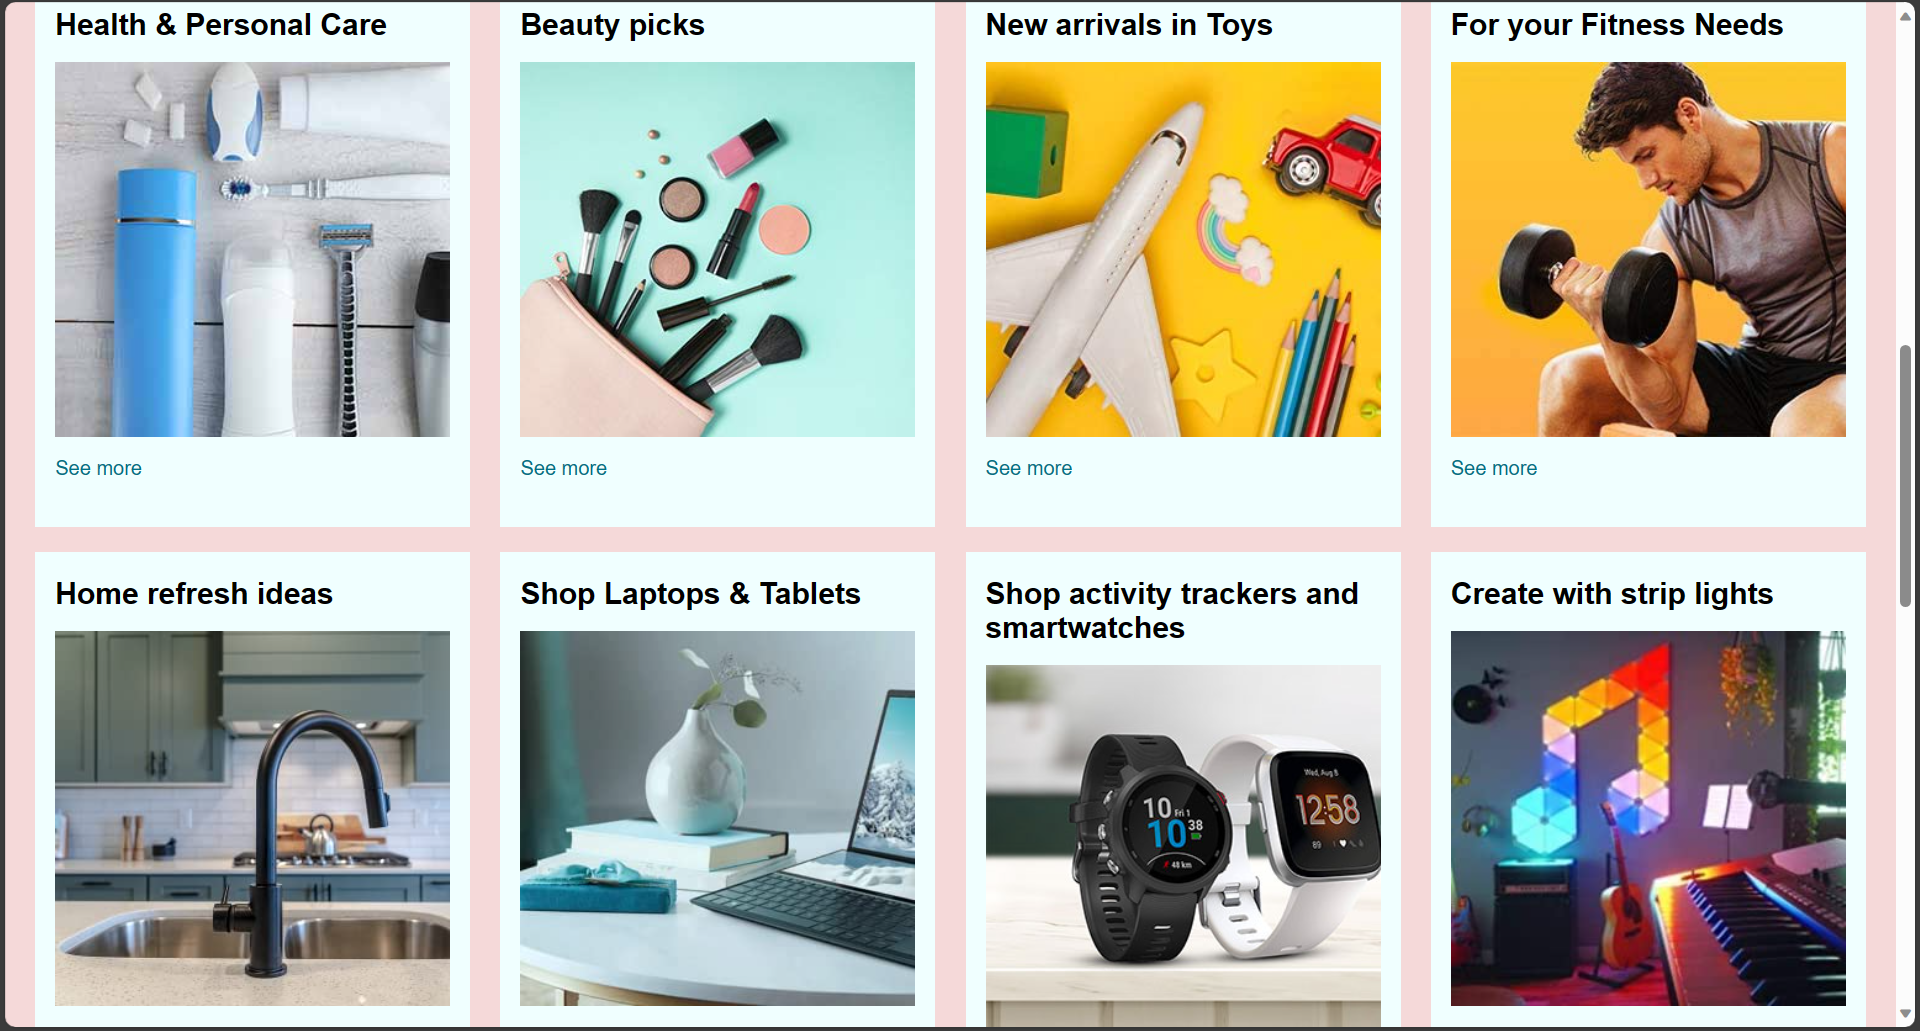 Health & Personal Care
Beauty picks
New arrivals in Toys
For your Fitness Needs
See more
See more
See more
See more
Home refresh ideas
Shop Laptops & Tablets
Shop activity trackers and
smartwatches
Create with strip lights
10 Fri 1
10 38
48 km
Wed, Aug 8
12:58
89